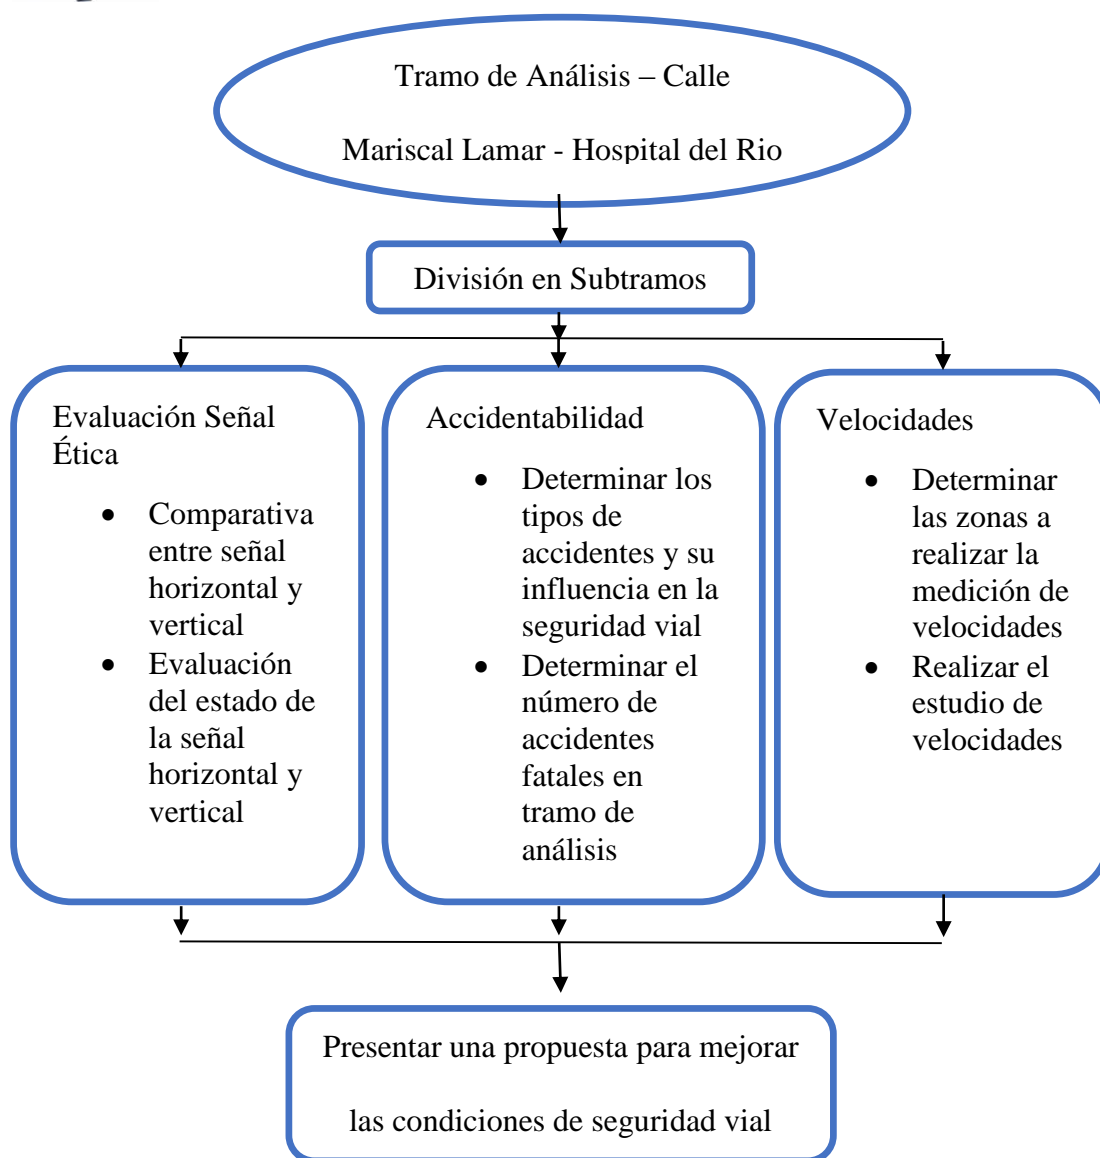 Tramo de Análisis – Calle
Mariscal Lamar - Hospital del Rio
División en Subtramos
Evaluación Señal
Ética
• Comparativa
entre señal
horizontal y
vertical
• Evaluación
del estado de
la señal
horizontal y
vertical
Accidentabilidad
• Determinar los
tipos de
accidentes y su
influencia en la
seguridad vial
• Determinar el
número de
accidentes
fatales en
tramo de
análisis
Velocidades
• Determinar
las zonas a
realizar la
medición de
velocidades
• Realizar el
estudio de
velocidades
Presentar una propuesta para mejorar
las condiciones de seguridad vial